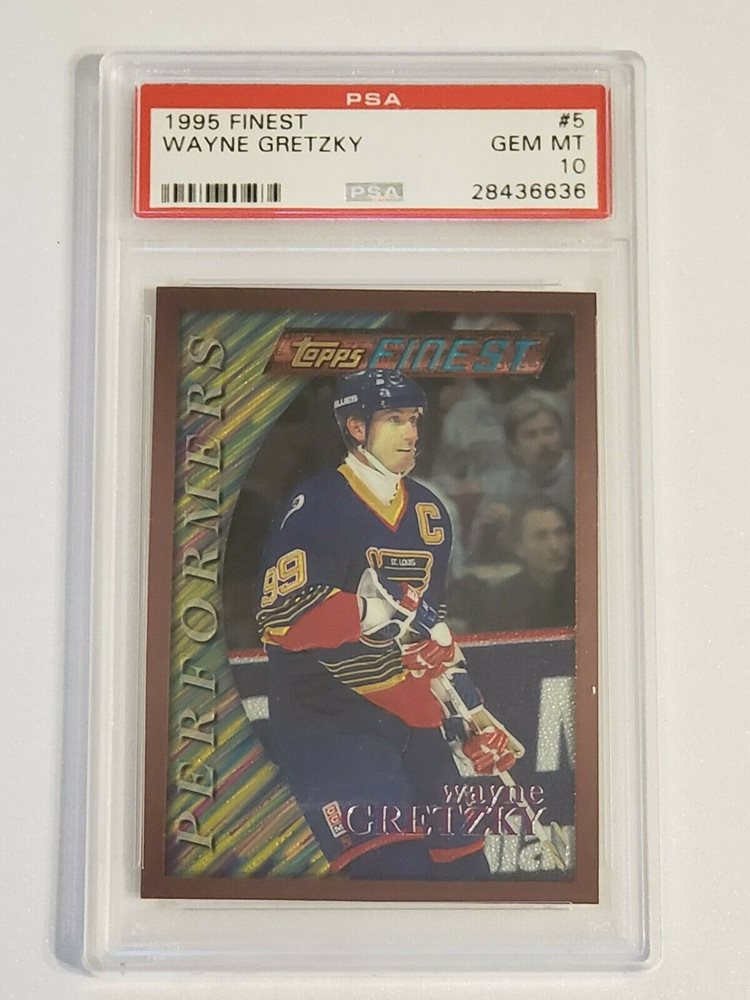 PSA
1995 FINEST #5
WAYNE GRETZKY GEM MT
10
PSA 28436636
TOPPS FINEST
PERFORMERS
BLUES
C
99
ST. LOUIS
wayne
GRETZKY